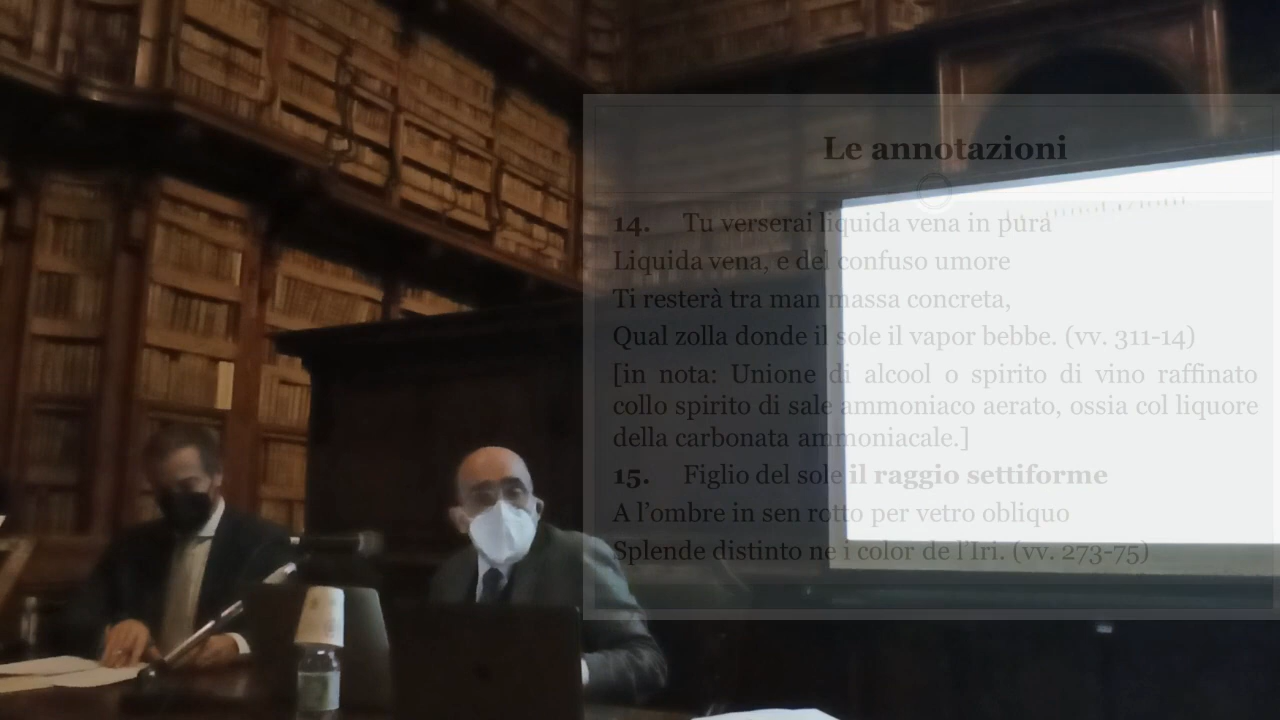 Le annotazioni
14. Tu verserai liquida vena in pura
Liquida vena, e del confuso umore
Ti resterà tra man massa concreta,
Qual zolla donde il sole il vapor bebbe. (vv. 311-14)
[in nota: Unione di alcool o spirito di vino raffinato
collo spirito di sale ammoniaco aerato, ossia col liquore
della carbonata ammoniacale.]
15. Figlio del sole il raggio settiforme
A l'ombre in sen rotto per vetro obliquo
Splende distinto ne i color de l'Iri. (vv. 273-75)